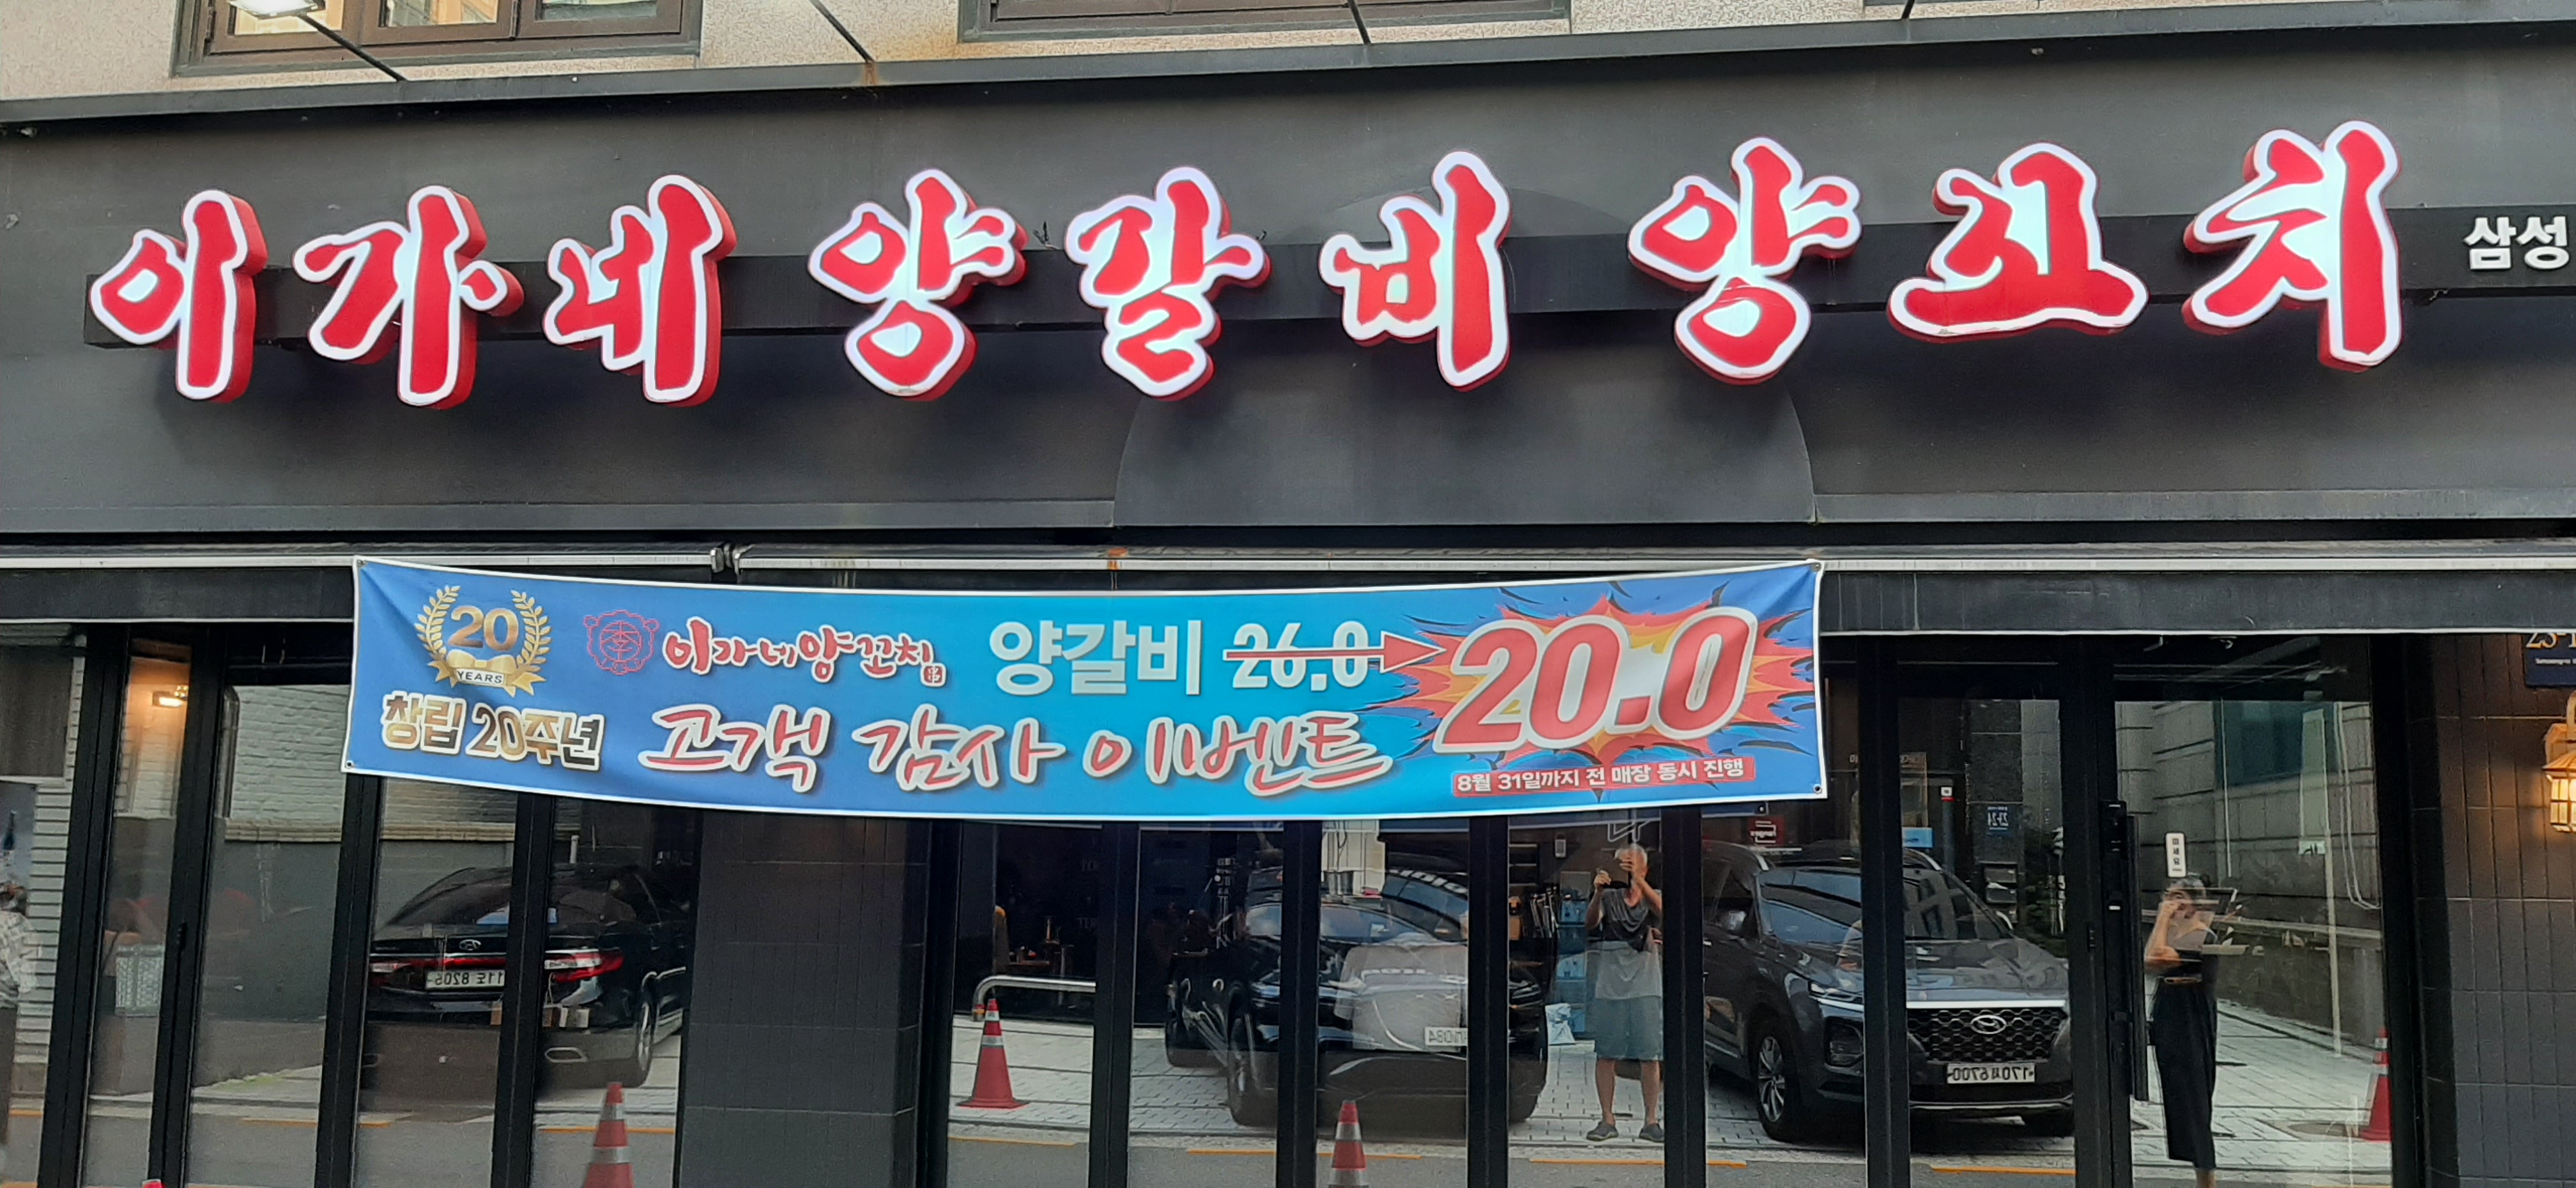 이가네 양갈비 양꼬치
삼성
20
YEARS
창립 20주년
李
이가네양꼬치
양갈비 26.0 20.0
고객 감사 이벤트
8월 31일까지 전 매장 동시 진행